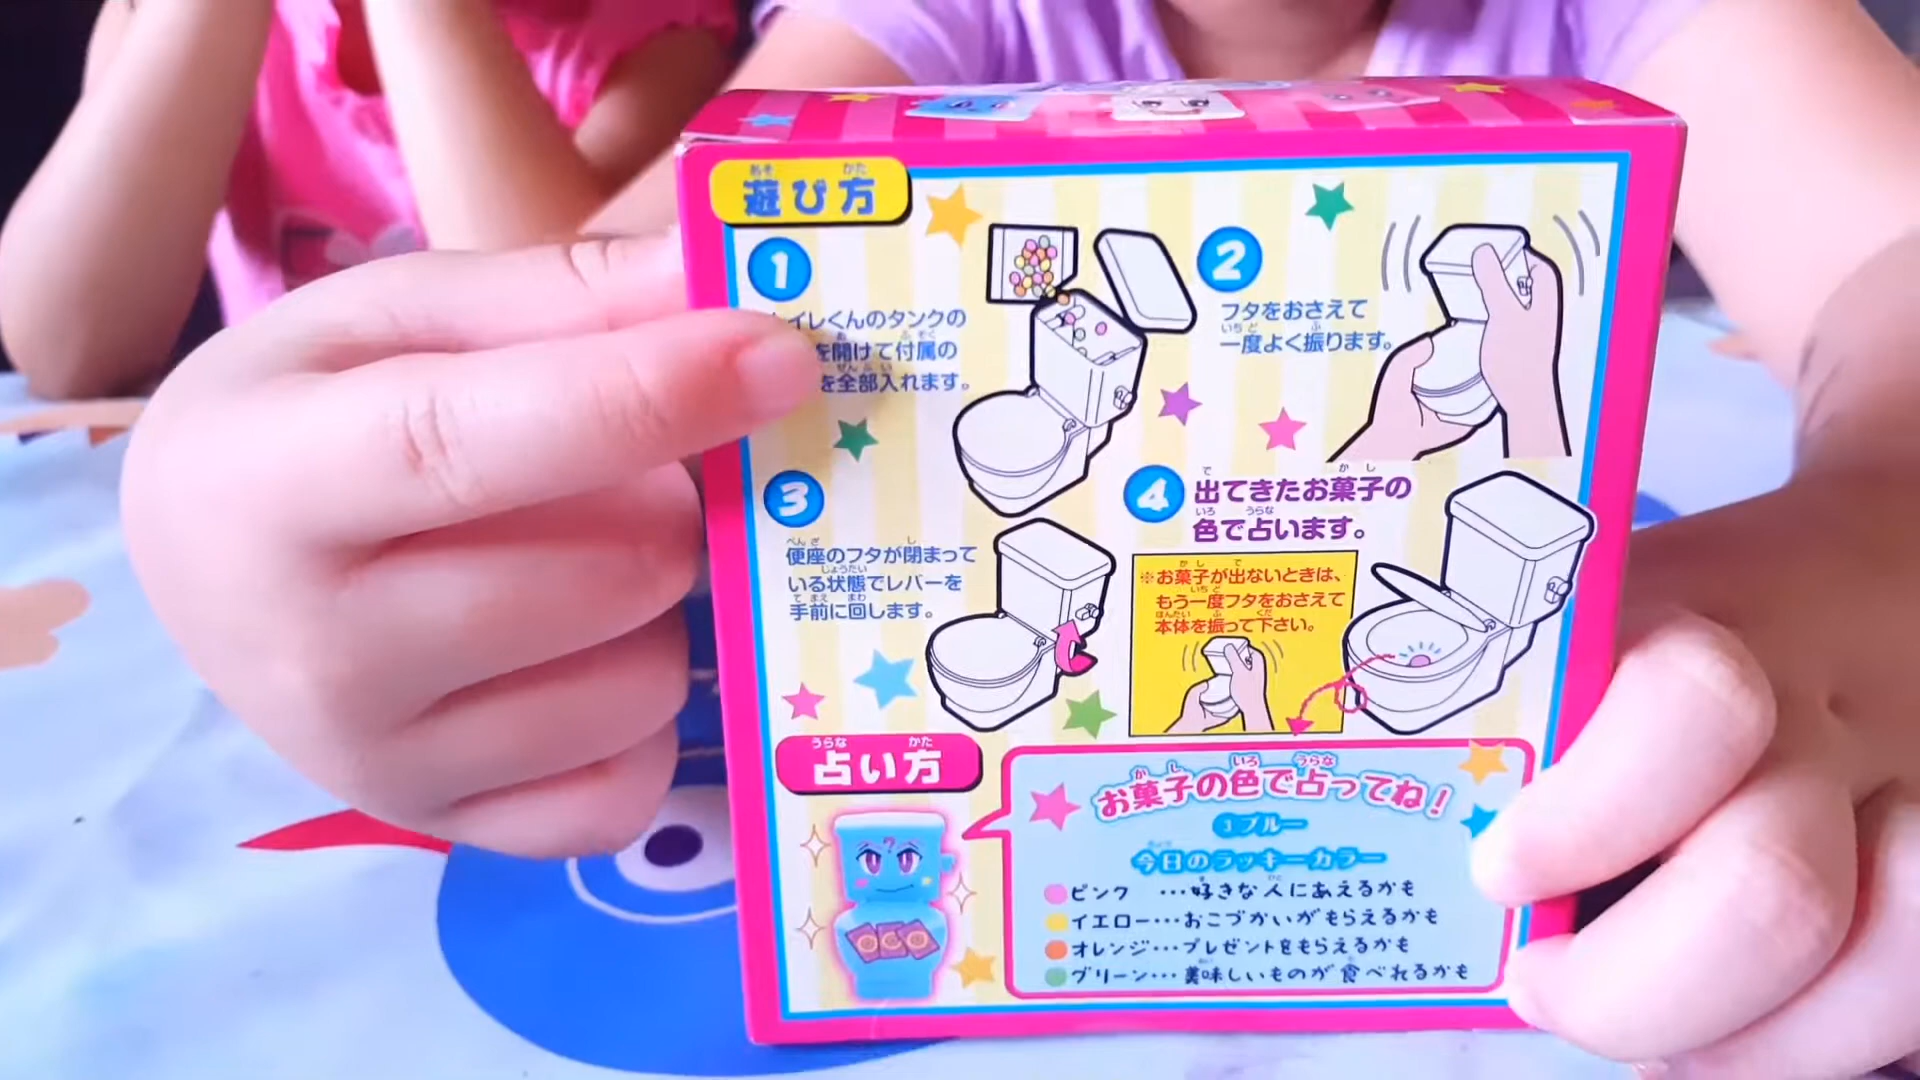 遊び方
1
イレくんのタンクの
を開けて付属の
を全部入れます。
2
フタをおさえて
一度よく振ります。
3
便座のフタが閉まって
いる状態でレバーを
手前に回します。
4
出てきたお菓子の
色で占います。
※お菓子が出ないときは、
もう一度フタをおさえて
本体を振って下さい。
占い方
お菓子の色で占ってね!
①ブルー
今日のラッキーカラー
ピンク …好きな人にあえるかも
イエロー…おこづかいがもらえるかも
オレンジ…プレゼントをもらえるかも
グリーン…美味しいものが食べれるかも